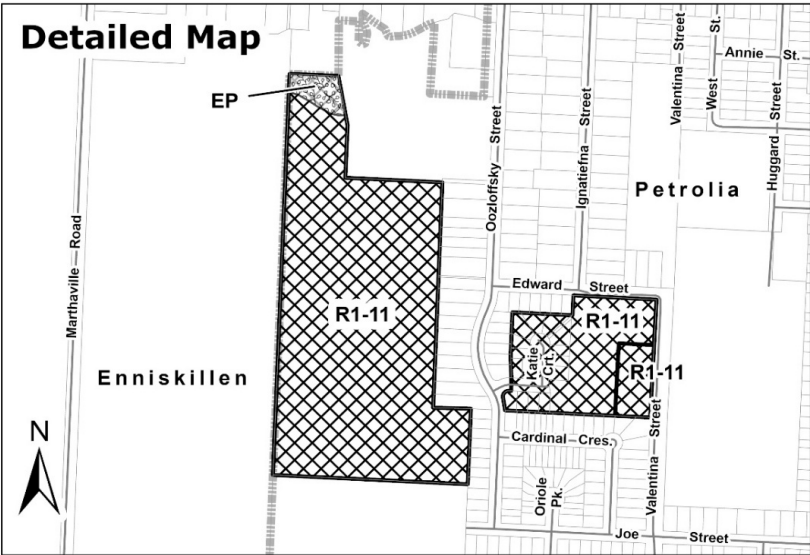 Detailed Map
EP
Marthaville Road
Oozloffsky Street
Ignatiefna Street
Valentina Street
West St.
Annie St.
Huggard Street
Petrolia
Edward Street
R1-11
R1-11
R1-11
Katie
Crt.
Enniskillen
N
Cardinal Cres.
Valentina Street
Oriole
Pk.
Joe Street